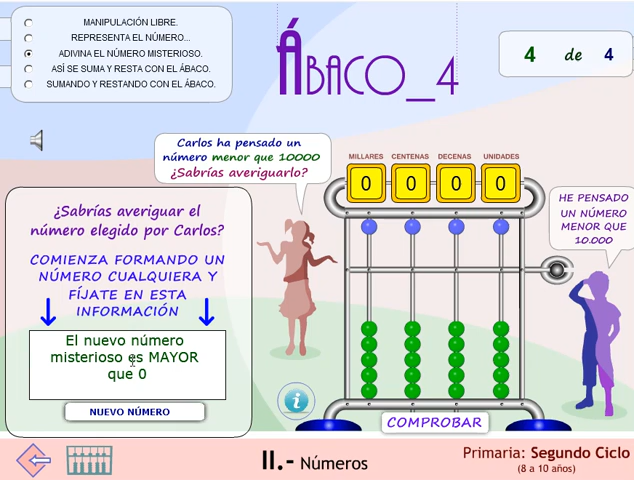 MANIPULACIÓN LIBRE.
REPRESENTA EL NÚMERO...
ADIVINA EL NÚMERO MISTERIOSO.
ASÍ SE SUMA Y RESTA CON EL ÁBACO.
SUMANDO Y RESTANDO CON EL ÁBACO.
ÁBACO_4
4 de 4
Carlos ha pensado un
número menor que 10000
¿Sabrías averiguarlo?
MILLARES CENTENAS DECENAS UNIDADES
0 0 0 0
HE PENSADO
UN NÚMERO
MENOR QUE
10.000
¿Sabrías averiguar el
número elegido por Carlos?
COMIENZA FORMANDO UN
NÚMERO CUALQUIERA Y
FÍJATE EN ESTA
INFORMACIÓN
El nuevo número
misterioso es MAYOR
que 0
NUEVO NÚMERO
i
COMPROBAR
II.- Números
Primaria: Segundo Ciclo
(8 a 10 años)